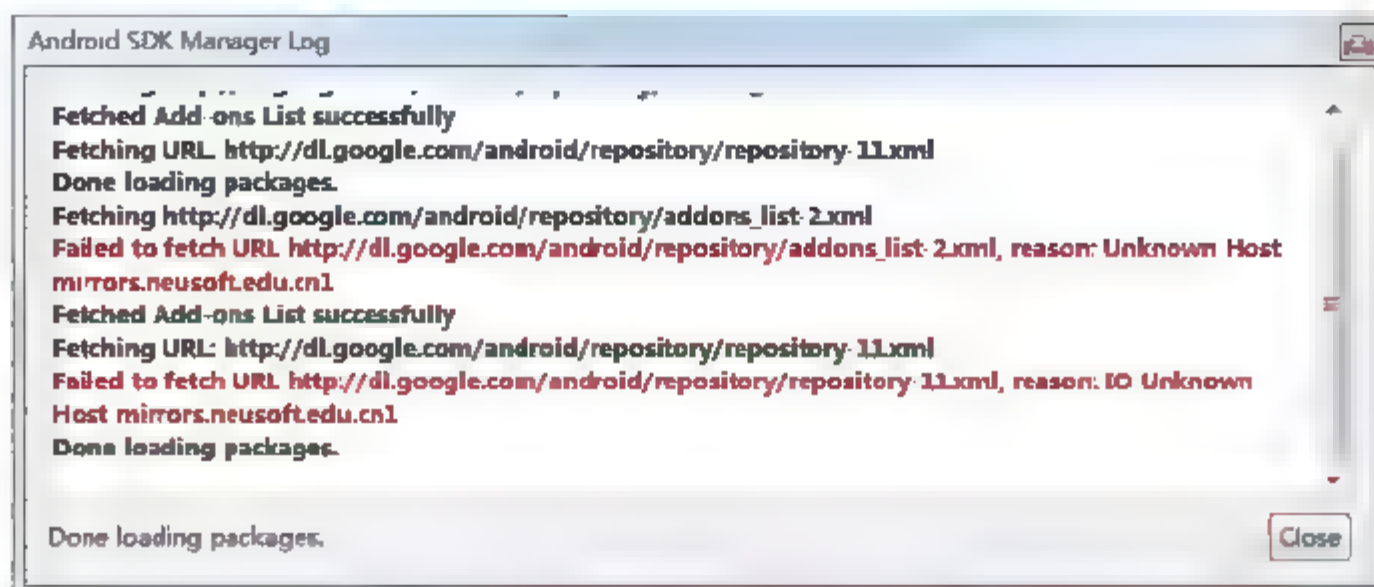 Android SDK Manager Log
Fetched Add-ons List successfully
Fetching URL: http://dl.google.com/android/repository/repository-11.xml
Done loading packages.
Fetching http://dl.google.com/android/repository/addons_list-2.xml
Failed to fetch URL http://dl.google.com/android/repository/addons_list-2.xml, reason: Unknown Host
mirrors.neusoft.edu.cn1
Fetched Add-ons List successfully
Fetching URL: http://dl.google.com/android/repository/repository-11.xml
Failed to fetch URL http://dl.google.com/android/repository/repository-11.xml, reason: IO Unknown
Host mirrors.neusoft.edu.cn1
Done loading packages.
Done loading packages.
Close